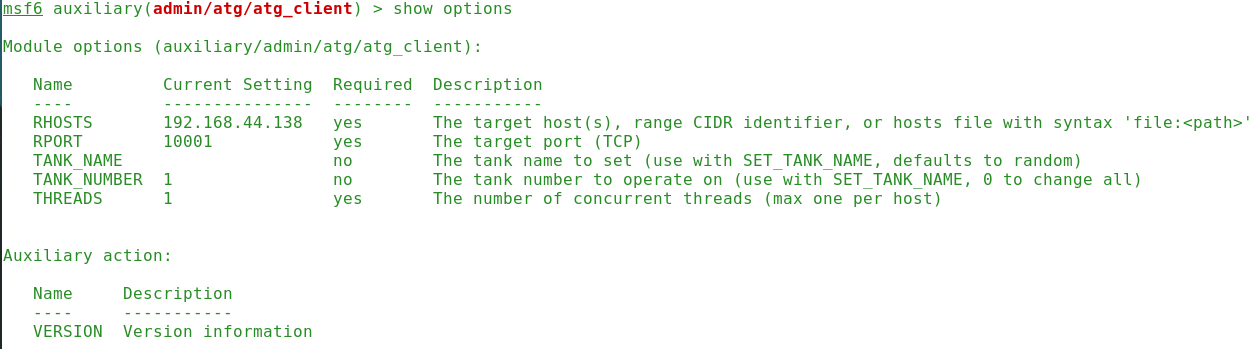 msf6 auxiliary(admin/atg/atg_client) > show options
Module options (auxiliary/admin/atg/atg_client):
Name         Current Setting  Required  Description
----         ---------------  --------  -----------
RHOSTS       192.168.44.138   yes       The target host(s), range CIDR identifier, or hosts file with syntax 'file:<path>'
RPORT        10001            yes       The target port (TCP)
TANK_NAME                     no        The tank name to set (use with SET_TANK_NAME, defaults to random)
TANK_NUMBER  1                no        The tank number to operate on (use with SET_TANK_NAME, 0 to change all)
THREADS      1                yes       The number of concurrent threads (max one per host)
Auxiliary action:
Name     Description
----     -----------
VERSION  Version information